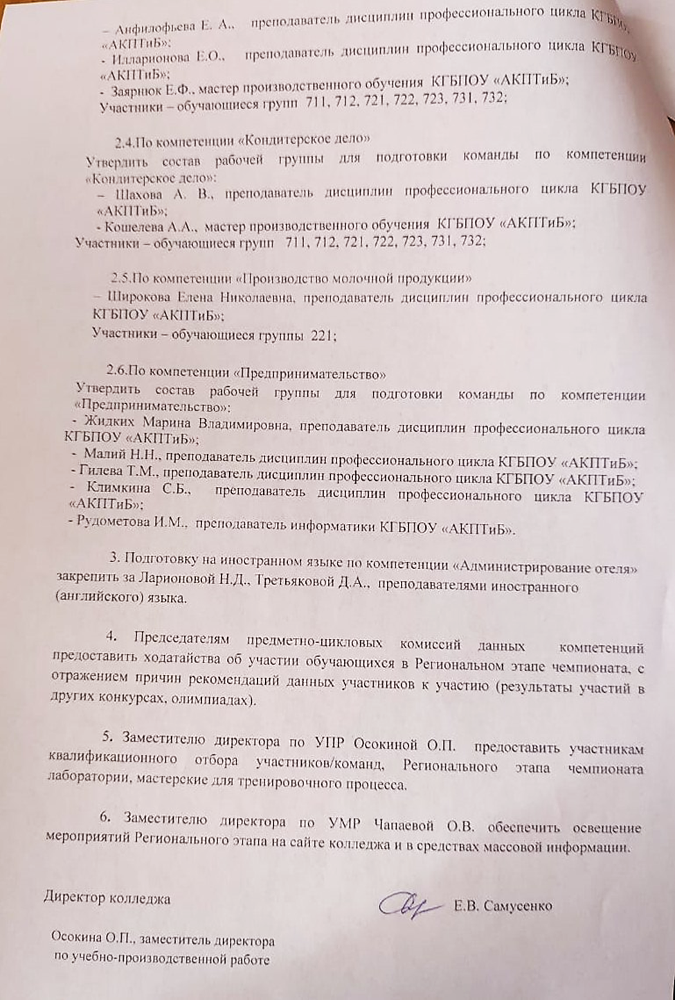 – Анфилофьева Е. А., преподаватель дисциплин профессионального цикла КГБПОУ
«АКПТиБ»;
- Илларионова Е.О., преподаватель дисциплин профессионального цикла КГБПОУ
«АКПТиБ»;
- Заярнюк Е.Ф., мастер производственного обучения КГБПОУ «АКПТиБ»;
Участники – обучающиеся групп 711, 712, 721, 722, 723, 731, 732;
2.4.По компетенции «Кондитерское дело»
Утвердить состав рабочей группы для подготовки команды по компетенции
«Кондитерское дело»:
– Шахова А. В., преподаватель дисциплин профессионального цикла КГБПОУ
«АКПТиБ»;
- Кошелева А.А., мастер производственного обучения КГБПОУ «АКПТиБ»;
Участники – обучающиеся групп 711, 712, 721, 722, 723, 731, 732;
2.5.По компетенции «Производство молочной продукции»
– Широкова Елена Николаевна, преподаватель дисциплин профессионального цикла
КГБПОУ «АКПТиБ»;
Участники – обучающиеся группы 221;
2.6.По компетенции «Предпринимательство»
Утвердить состав рабочей группы для подготовки команды по компетенции
«Предпринимательство»:
- Жидких Марина Владимировна, преподаватель дисциплин профессионального цикла
КГБПОУ «АКПТиБ»;
- Малий Н.Н., преподаватель дисциплин профессионального цикла КГБПОУ «АКПТиБ»;
- Гилева Т.М., преподаватель дисциплин профессионального цикла КГБПОУ «АКПТиБ»;
- Климкина С.Б., преподаватель дисциплин профессионального цикла КГБПОУ
«АКПТиБ»;
- Рудометова И.М., преподаватель информатики КГБПОУ «АКПТиБ».
3. Подготовку на иностранном языке по компетенции «Администрирование отеля»
закрепить за Ларионовой Н.Д., Третьяковой Д.А., преподавателями иностранного
(английского) языка.
4. Председателям предметно-цикловых комиссий данных компетенций
предоставить ходатайства об участии обучающихся в Региональном этапе чемпионата, с
отражением причин рекомендаций данных участников к участию (результаты участий в
других конкурсах, олимпиадах).
5. Заместителю директора по УПР Осокиной О.П. предоставить участникам
квалификационного отбора участников/команд, Регионального этапа чемпионата
лаборатории, мастерские для тренировочного процесса.
6. Заместителю директора по УМР Чапаевой О.В. обеспечить освещение
мероприятий Регионального этапа на сайте колледжа и в средствах массовой информации.
Директор колледжа Е.В. Самусенко
Осокина О.П., заместитель директора
по учебно-производственной работе